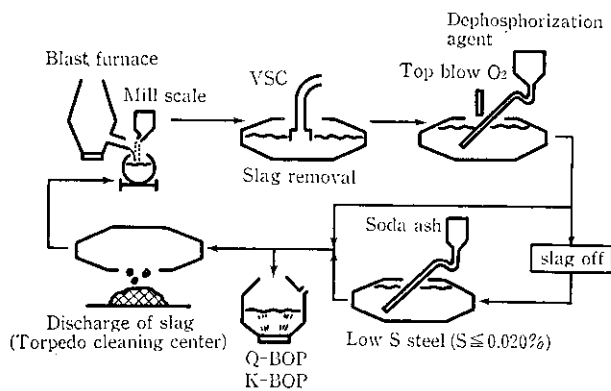 Dephosphorization
agent
Blast furnace
VSC
Top blow O₂
Mill scale
Slag removal
Soda ash
slag off
Discharge of slag
(Torpedo cleaning center)
Q-BOP
K-BOP
Low S steel (S≦0.020%)